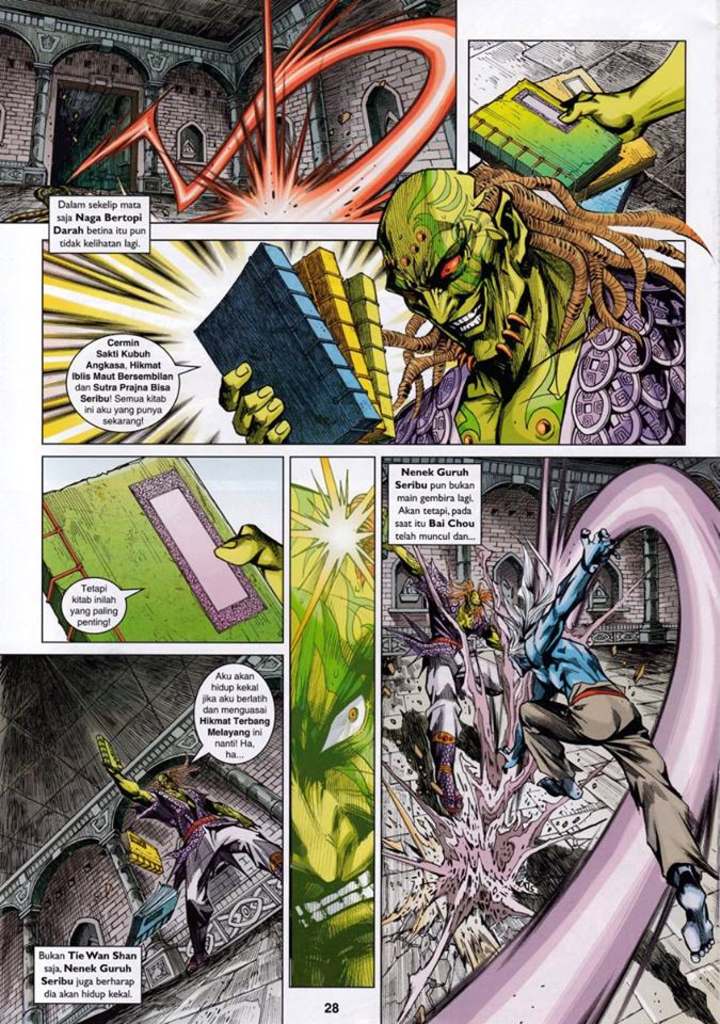 Dalam sekelip mata
saja Naga Bertopi
Darah betina itu pun
tidak kelihatan lagi.
Cermin
Sakti Kubuh
Angkasa, Hikmat
Iblis Maut Bersembilan
dan Sutra Prajna Bisa
Seribu! Semua kitab
ini aku yang punya
sekarang!
Tetapi
kitab inilah
yang paling
penting!
Aku akan
hidup kekal
jika aku berlatih
dan menguasai
Hikmat Terbang
Melayang ini
nanti! Ha,
ha...
Bukan Tie Wan Shan
saja, Nenek Guruh
Seribu juga berharap
dia akan hidup kekal.
Nenek Guruh
Seribu pun bukan
main gembira lagi.
Akan tetapi, pada
saat itu Bai Chou
telah muncul dan...
28